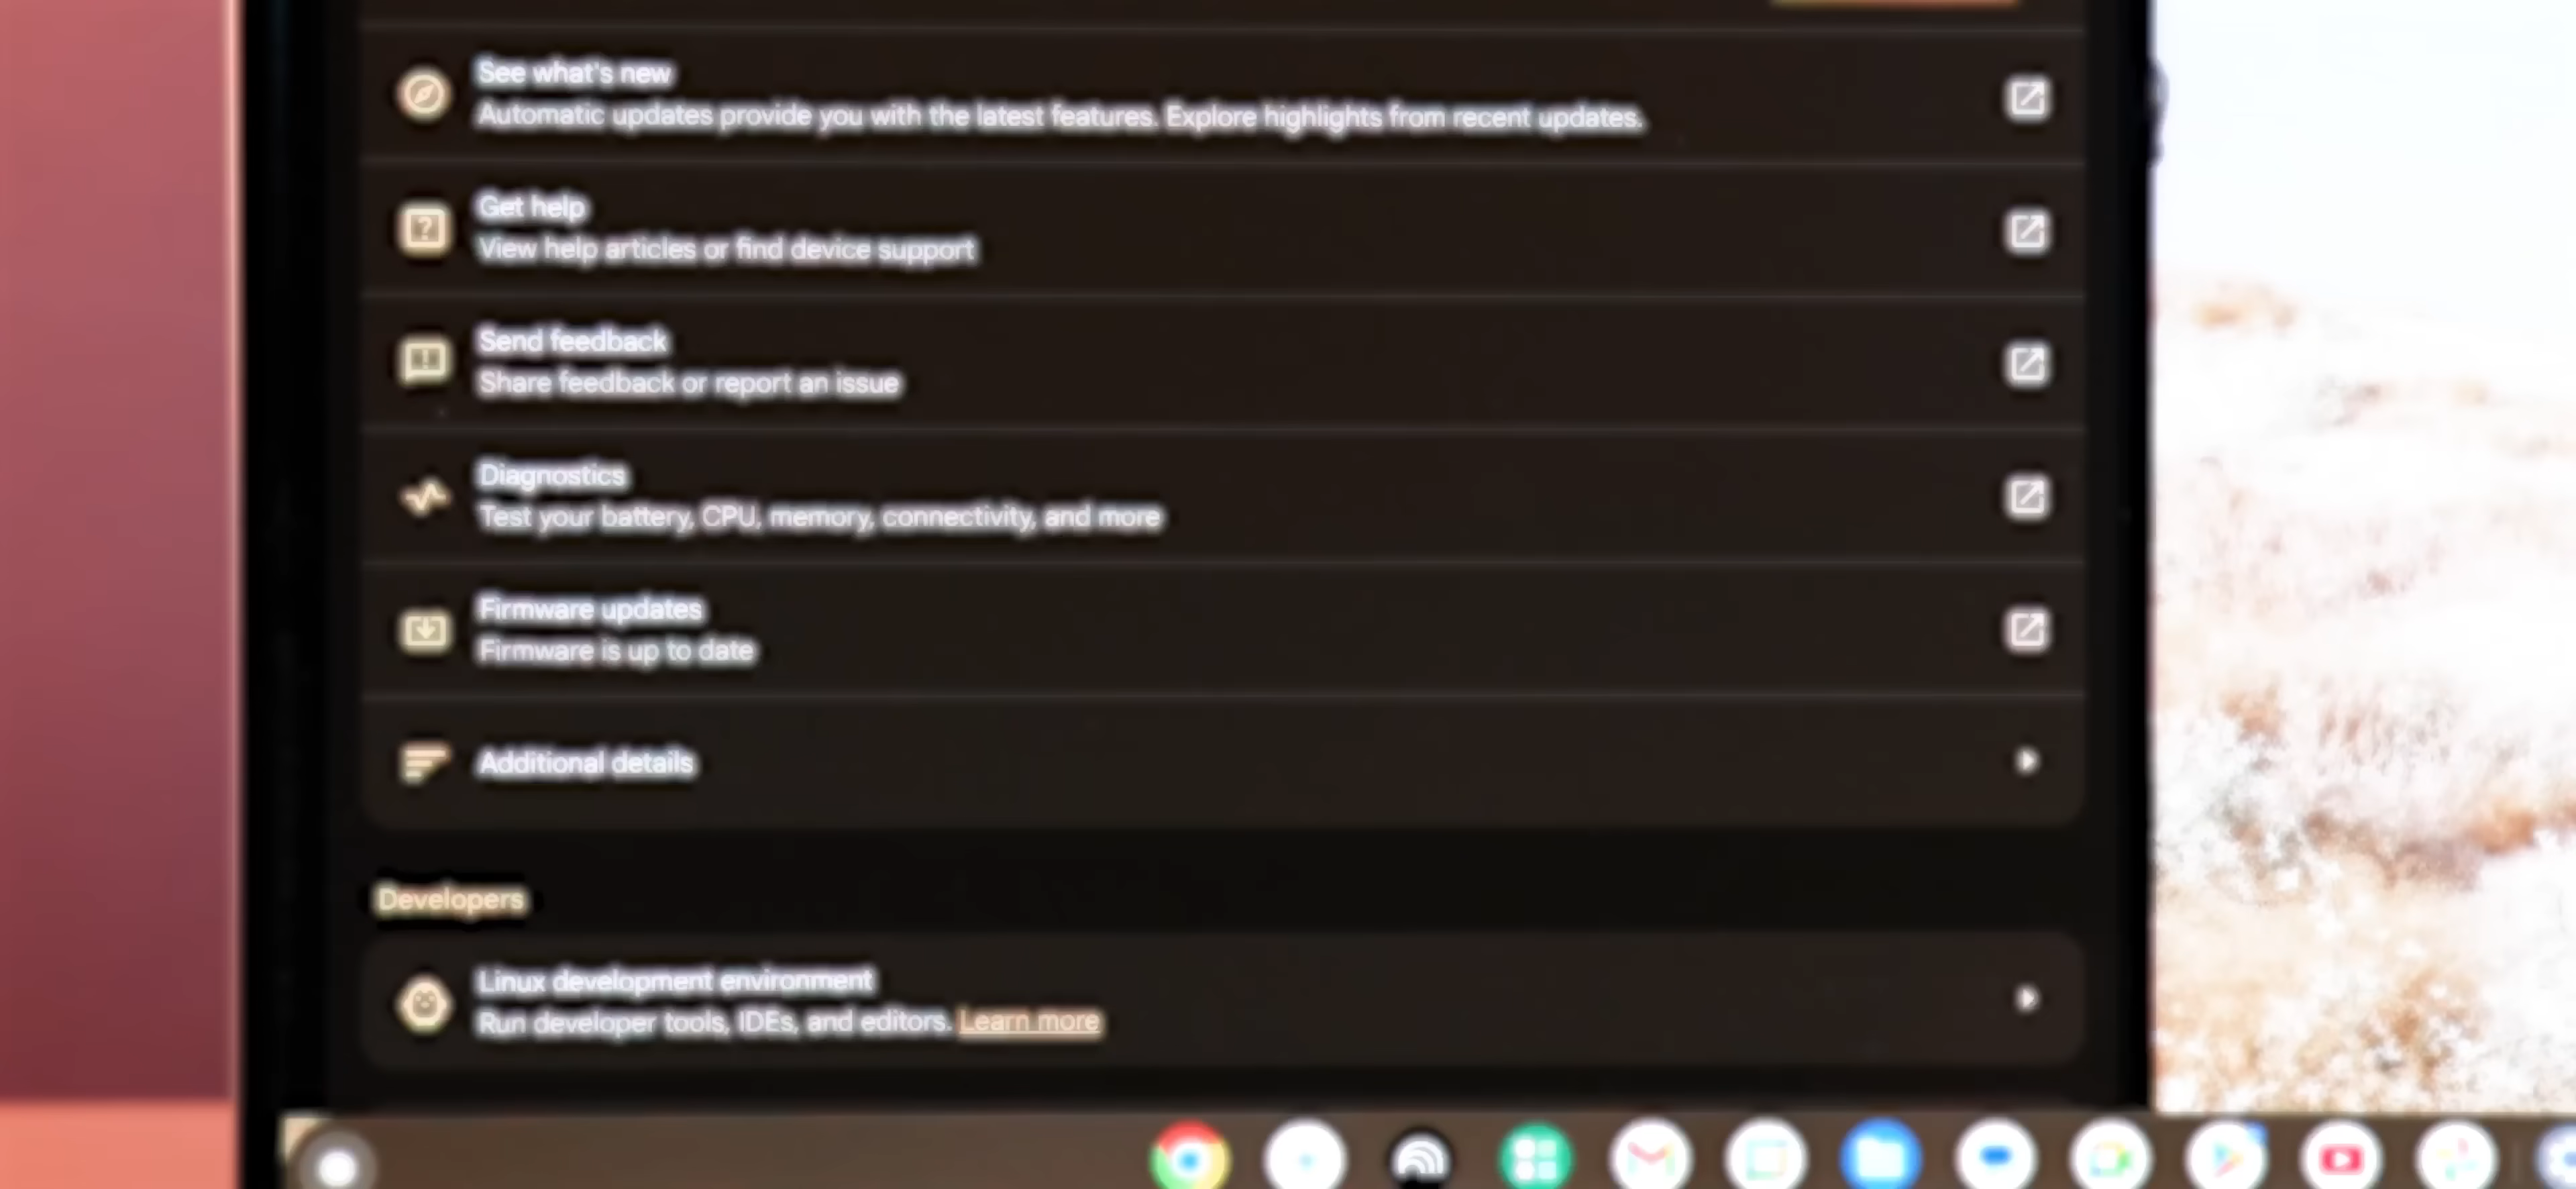 See what's new
Automatic updates provide you with the latest features. Explore highlights from recent updates.
Get help
View help articles or find device support
Send feedback
Share feedback or report an issue
Diagnostics
Test your battery, CPU, memory, connectivity, and more
Firmware updates
Firmware is up to date
Additional details
Developers
Linux development environment
Run developer tools, IDEs, and editors. Learn more